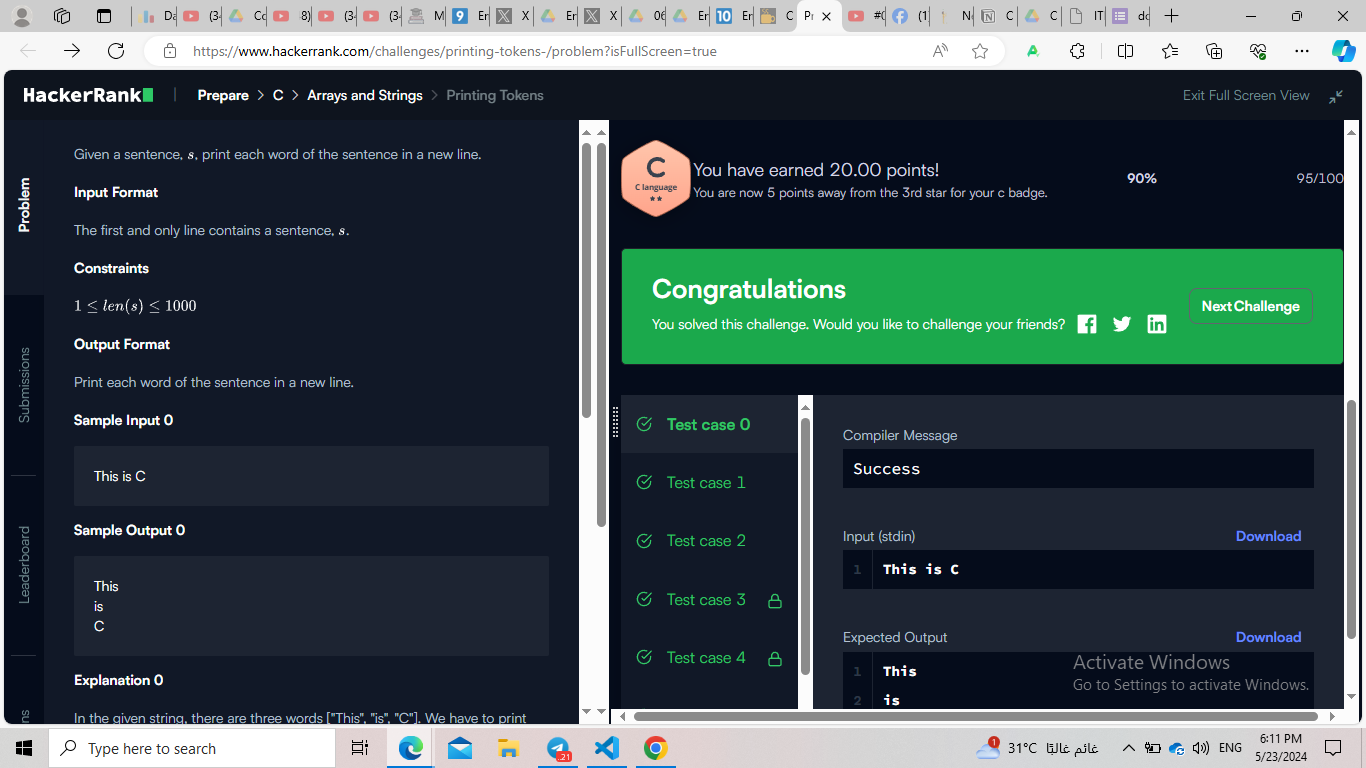 https://www.hackerrank.com/challenges/printing-tokens-/problem?isFullScreen=true
HackerRank
Prepare > C > Arrays and Strings > Printing Tokens
Exit Full Screen View
Problem
Submissions
Leaderboard
Given a sentence, s, print each word of the sentence in a new line.
Input Format
The first and only line contains a sentence, s.
Constraints
1 ≤ len(s) ≤ 1000
Output Format
Print each word of the sentence in a new line.
Sample Input 0
This is C
Sample Output 0
This
is
C
Explanation 0
In the given string, there are three words ["This", "is", "C"]. We have to print
C
C language
You have earned 20.00 points!
You are now 5 points away from the 3rd star for your c badge.
90%
95/100
Congratulations
You solved this challenge. Would you like to challenge your friends?
Next Challenge
Test case 0
Test case 1
Test case 2
Test case 3
Test case 4
Compiler Message
Success
Input (stdin)
Download
1 This is C
Expected Output
Download
1 This
2 is
Activate Windows
Go to Settings to activate Windows.
Type here to search
21
1
31°C غائم غالبًا
ENG
6:11 PM
5/23/2024